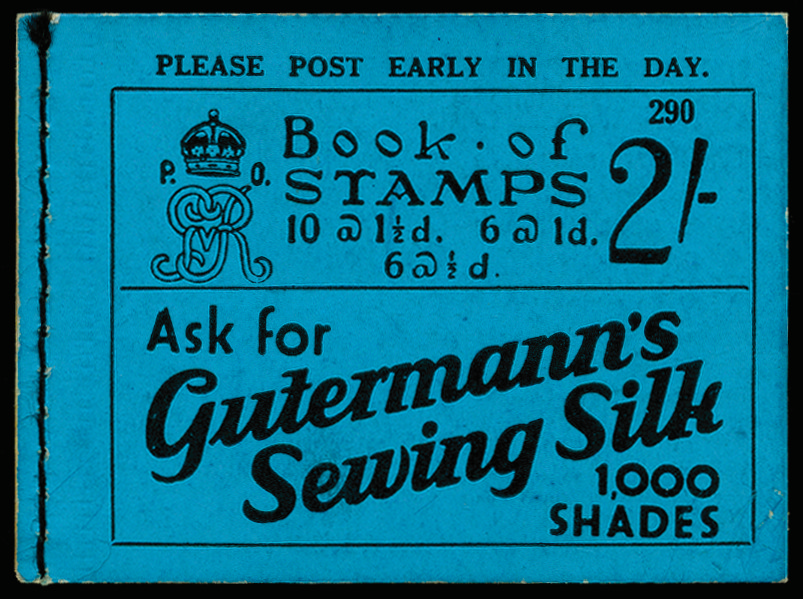 PLEASE POST EARLY IN THE DAY.
290
P. O.
GRV
Book · of
STAMPS
2/-
10 @ 1½d. 6 @ 1d.
6 @ ½d.
Ask for
Gutermann's
Sewing Silk
1,000
SHADES